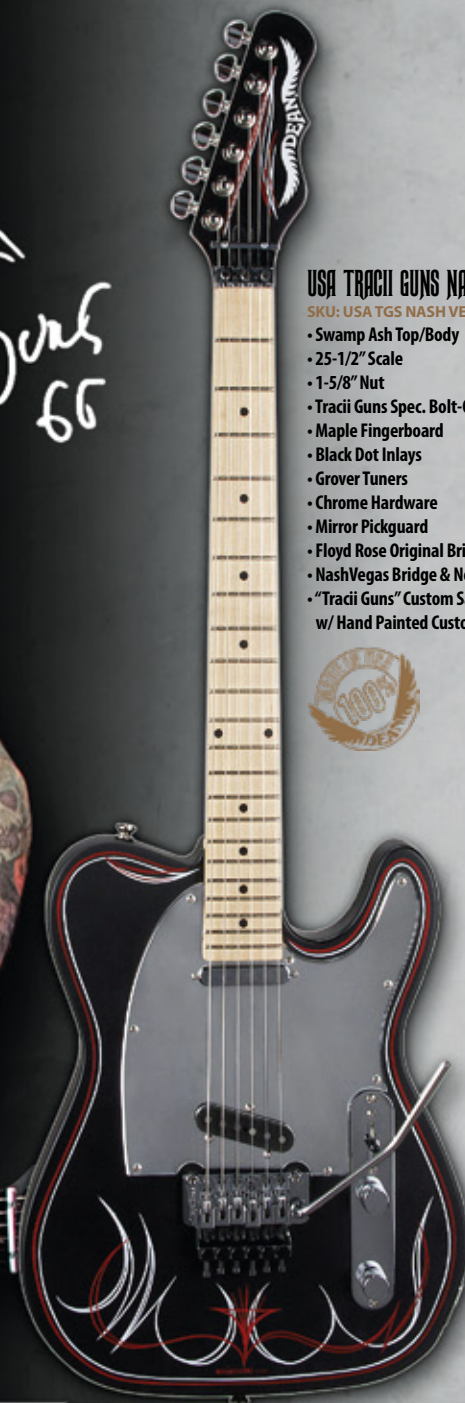 DEAN
66
USA TRACII GUNS NA
SKU: USA TGS NASH VE
• Swamp Ash Top/Body
• 25-1/2" Scale
• 1-5/8" Nut
• Tracii Guns Spec. Bolt-
• Maple Fingerboard
• Black Dot Inlays
• Grover Tuners
• Chrome Hardware
• Mirror Pickguard
• Floyd Rose Original Bri
• NashVegas Bridge & Ne
• "Tracii Guns" Custom S
w/ Hand Painted Custo
100%
DEAN